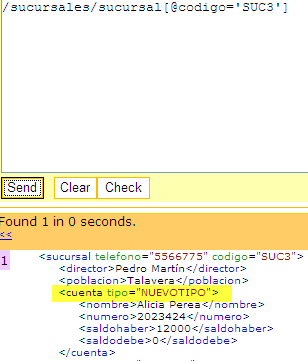 /sucursales/sucursal[@codigo='SUC3']
Send Clear Check
Found 1 in 0 seconds.
<<
1 <sucursal telefono="5566775" codigo="SUC3">
<director>Pedro Martín</director>
<poblacion>Talavera</poblacion>
<cuenta tipo="NUEVOTIPO">
<nombre>Alicia Perea</nombre>
<numero>2023424</numero>
<saldohaber>12000</saldohaber>
<saldodebe>0</saldodebe>
</cuenta>